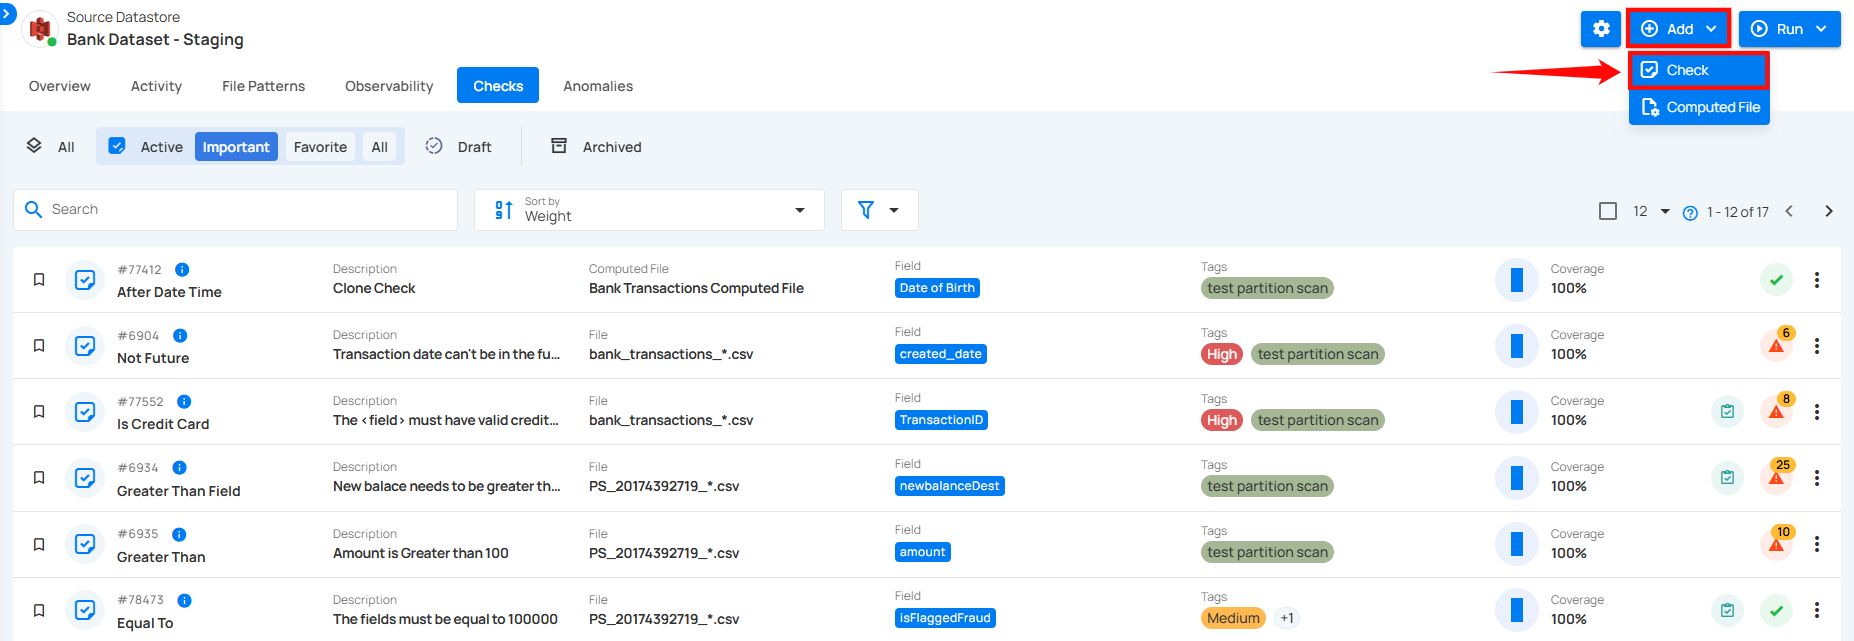 Source Datastore
Bank Dataset - Staging
Add
Run
Check
Computed File
Overview
Activity
File Patterns
Observability
Checks
Anomalies
All
Active
Important
Favorite
All
Draft
Archived
Search
Sort by
Weight
12
1 - 12 of 17
#77412
After Date Time
Description
Clone Check
Computed File
Bank Transactions Computed File
Field
Date of Birth
Tags
test partition scan
Coverage
100%
#6904
Not Future
Description
Transaction date can't be in the fu...
File
bank_transactions_*.csv
Field
created_date
Tags
High test partition scan
Coverage
100%
6
#77552
Is Credit Card
Description
The <field> must have valid credit...
File
bank_transactions_*.csv
Field
TransactionID
Tags
High test partition scan
Coverage
100%
8
#6934
Greater Than Field
Description
New balace needs to be greater th...
File
PS_20174392719_*.csv
Field
newbalanceDest
Tags
test partition scan
Coverage
100%
25
#6935
Greater Than
Description
Amount is Greater than 100
File
PS_20174392719_*.csv
Field
amount
Tags
test partition scan
Coverage
100%
10
#78473
Equal To
Description
The fields must be equal to 100000
File
PS_20174392719_*.csv
Field
isFlaggedFraud
Tags
Medium +1
Coverage
100%